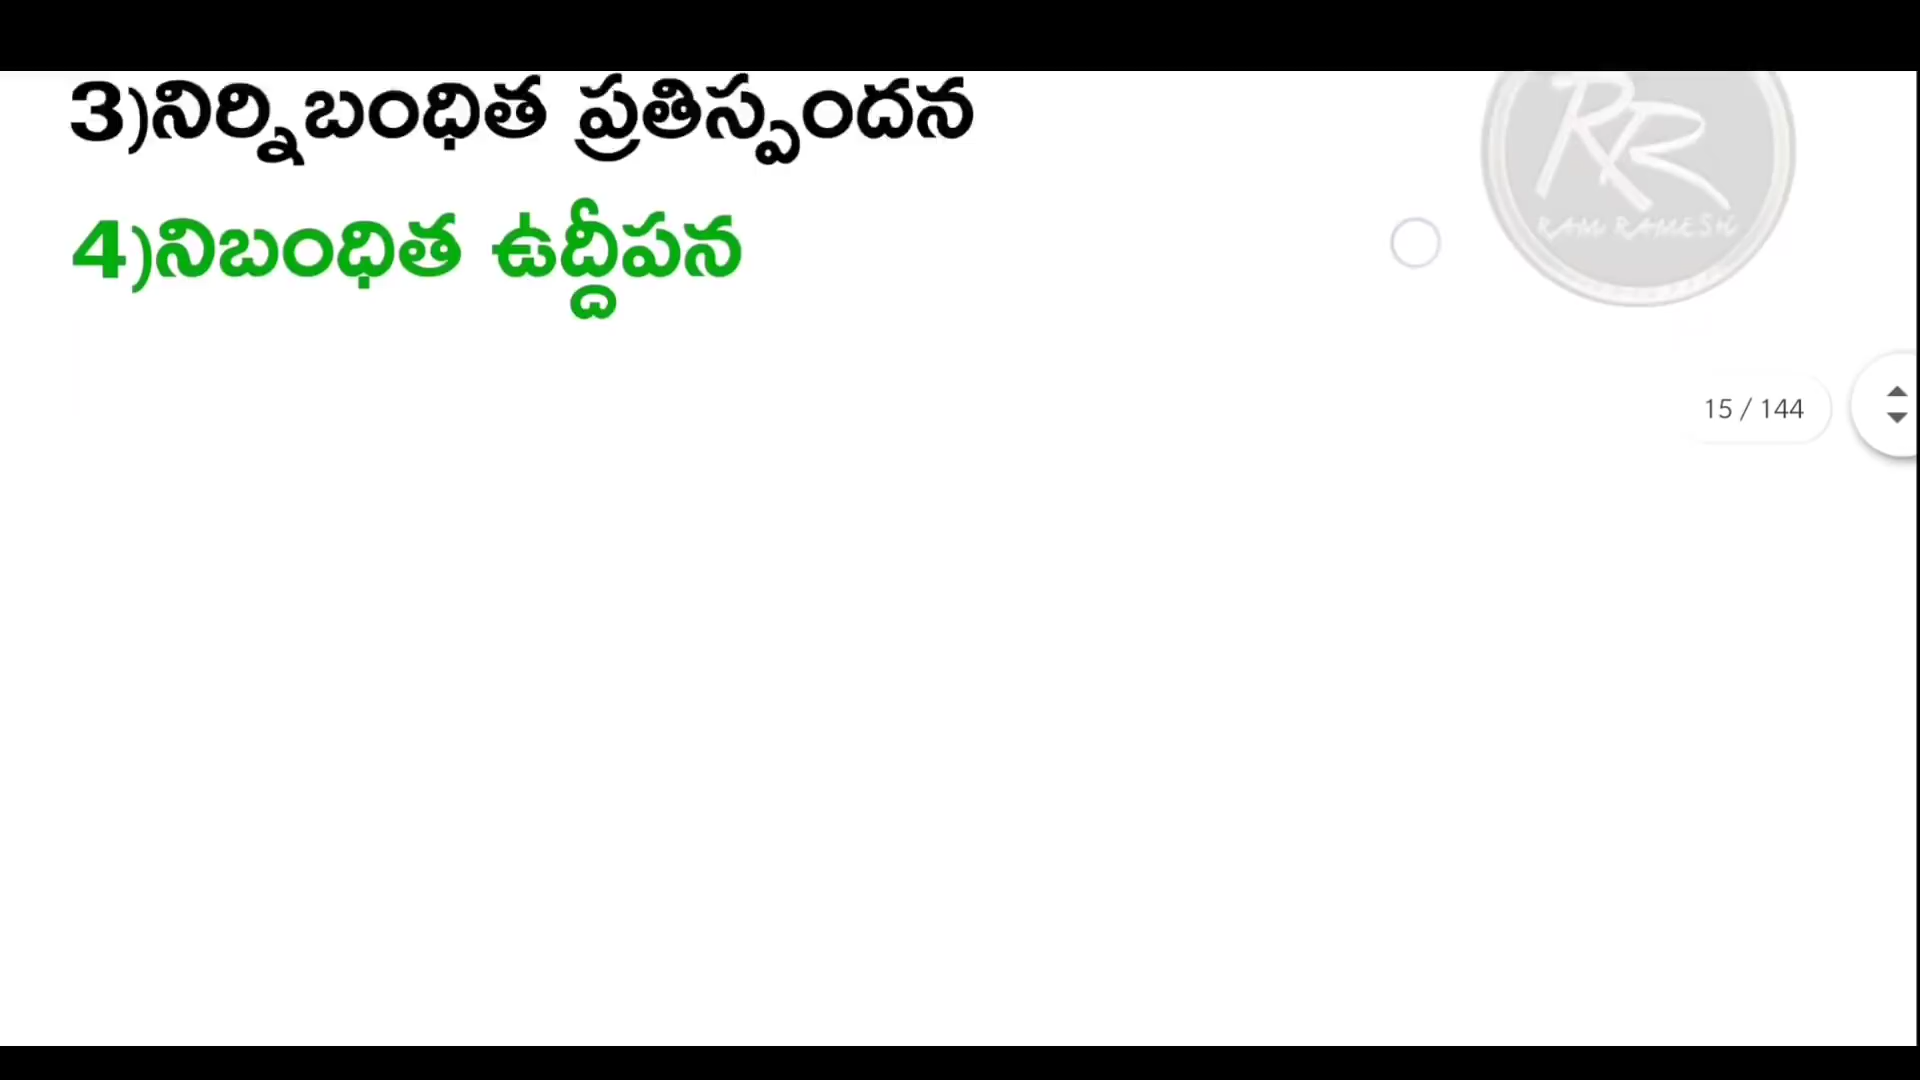 3)నిర్నిబంధిత ప్రతిస్పందన
4)నిబంధిత ఉద్దీపన
RR
RAM RAMESH
15 / 144